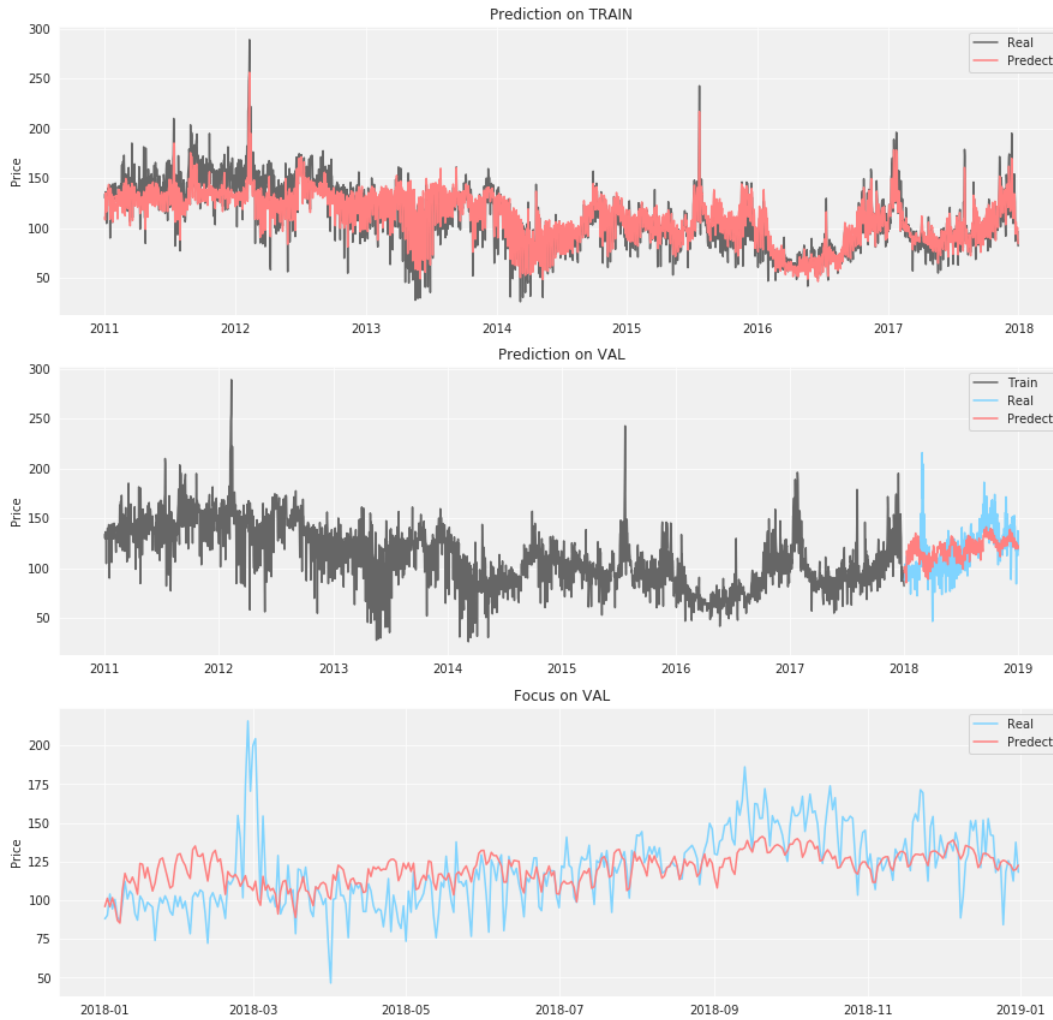 Prediction on TRAIN
300
250
200
150
100
50
Price
Real
Predect
2011 2012 2013 2014 2015 2016 2017 2018
Prediction on VAL
300
250
200
150
100
50
Price
Train
Real
Predect
2011 2012 2013 2014 2015 2016 2017 2018 2019
Focus on VAL
200
175
150
125
100
75
50
Price
Real
Predect
2018-01 2018-03 2018-05 2018-07 2018-09 2018-11 2019-01